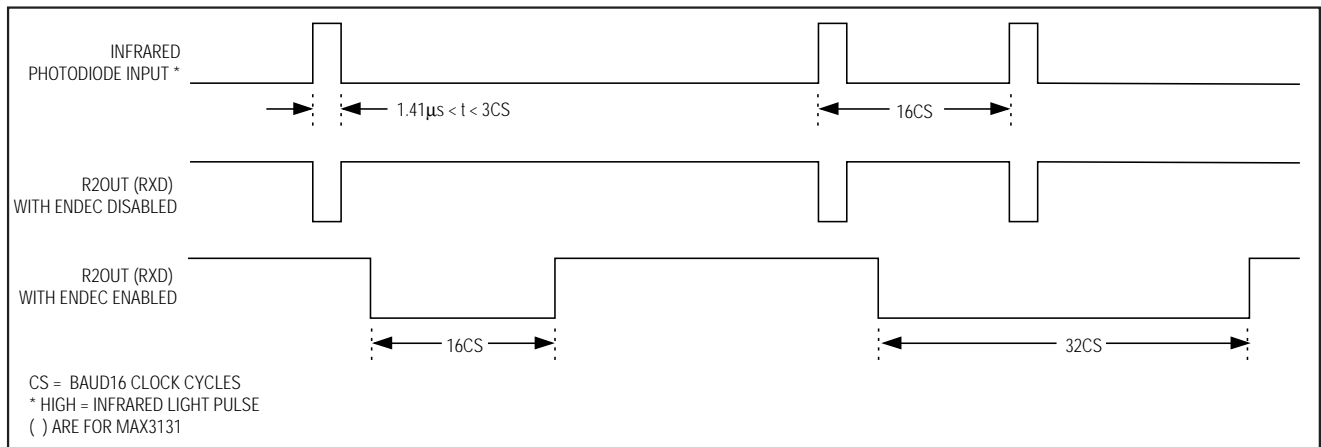 INFRARED
PHOTODIODE INPUT *
1.41µs < t < 3CS
16CS
R2OUT (RXD)
WITH ENDEC DISABLED
R2OUT (RXD)
WITH ENDEC ENABLED
16CS
32CS
CS = BAUD16 CLOCK CYCLES
* HIGH = INFRARED LIGHT PULSE
( ) ARE FOR MAX3131